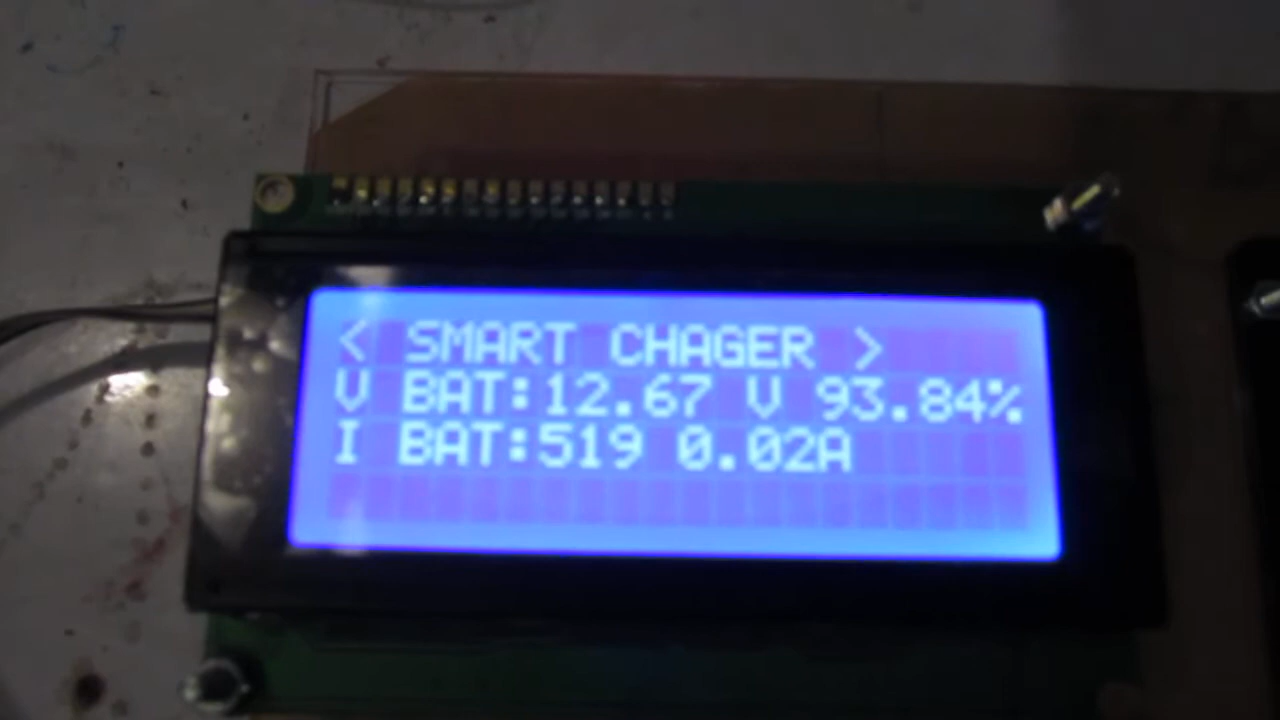 < SMART CHAGER >
V BAT:12.67 V 93.84%
I BAT:519 0.02A